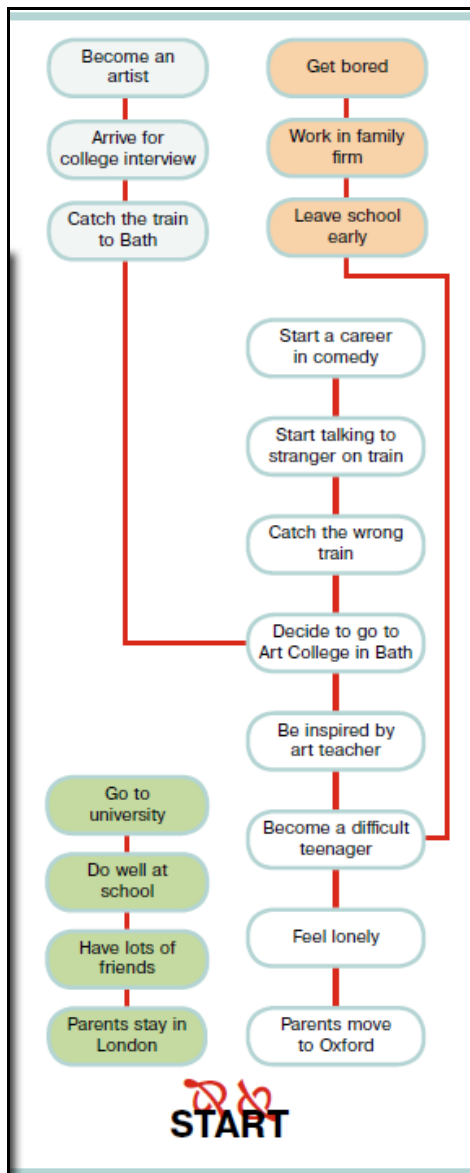 Become an
artist
Arrive for
college interview
Catch the train
to Bath
Get bored
Work in family
firm
Leave school
early
Start a career
in comedy
Start talking to
stranger on train
Catch the wrong
train
Decide to go to
Art College in Bath
Be inspired by
art teacher
Become a difficult
teenager
Feel lonely
Parents move
to Oxford
Go to
university
Do well at
school
Have lots of
friends
Parents stay in
London
START